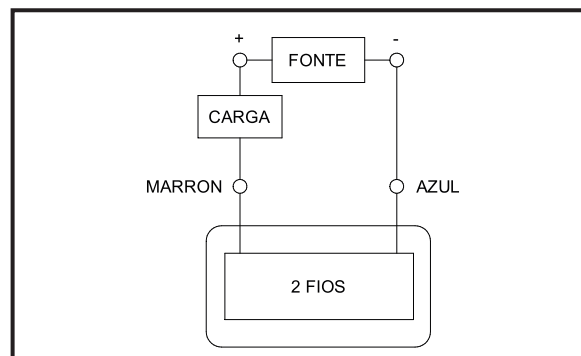 +
-
FONTE
CARGA
MARRON
AZUL
2 FIOS